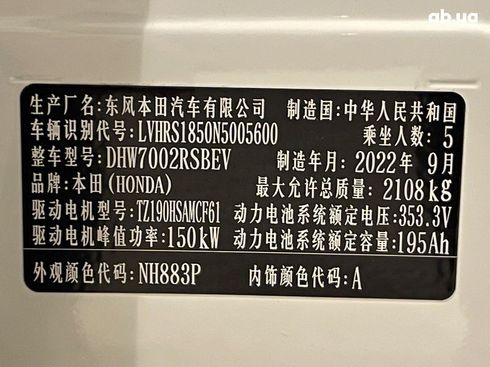 ab.ua
生产厂名:东风本田汽车有限公司 制造国:中华人民共和国
车辆识别代号:LVHRS1850N5005600 乘坐人数:5
整车型号:DHW7002RSBEV 制造年月:2022年9月
品牌:本田(HONDA) 最大允许总质量:2108kg
驱动电机型号:TZ190HSAMCF61 动力电池系统额定电压:353.3V
驱动电机峰值功率:150kW 动力电池系统额定容量:195Ah
外观颜色代码:NH883P 内饰颜色代码:A